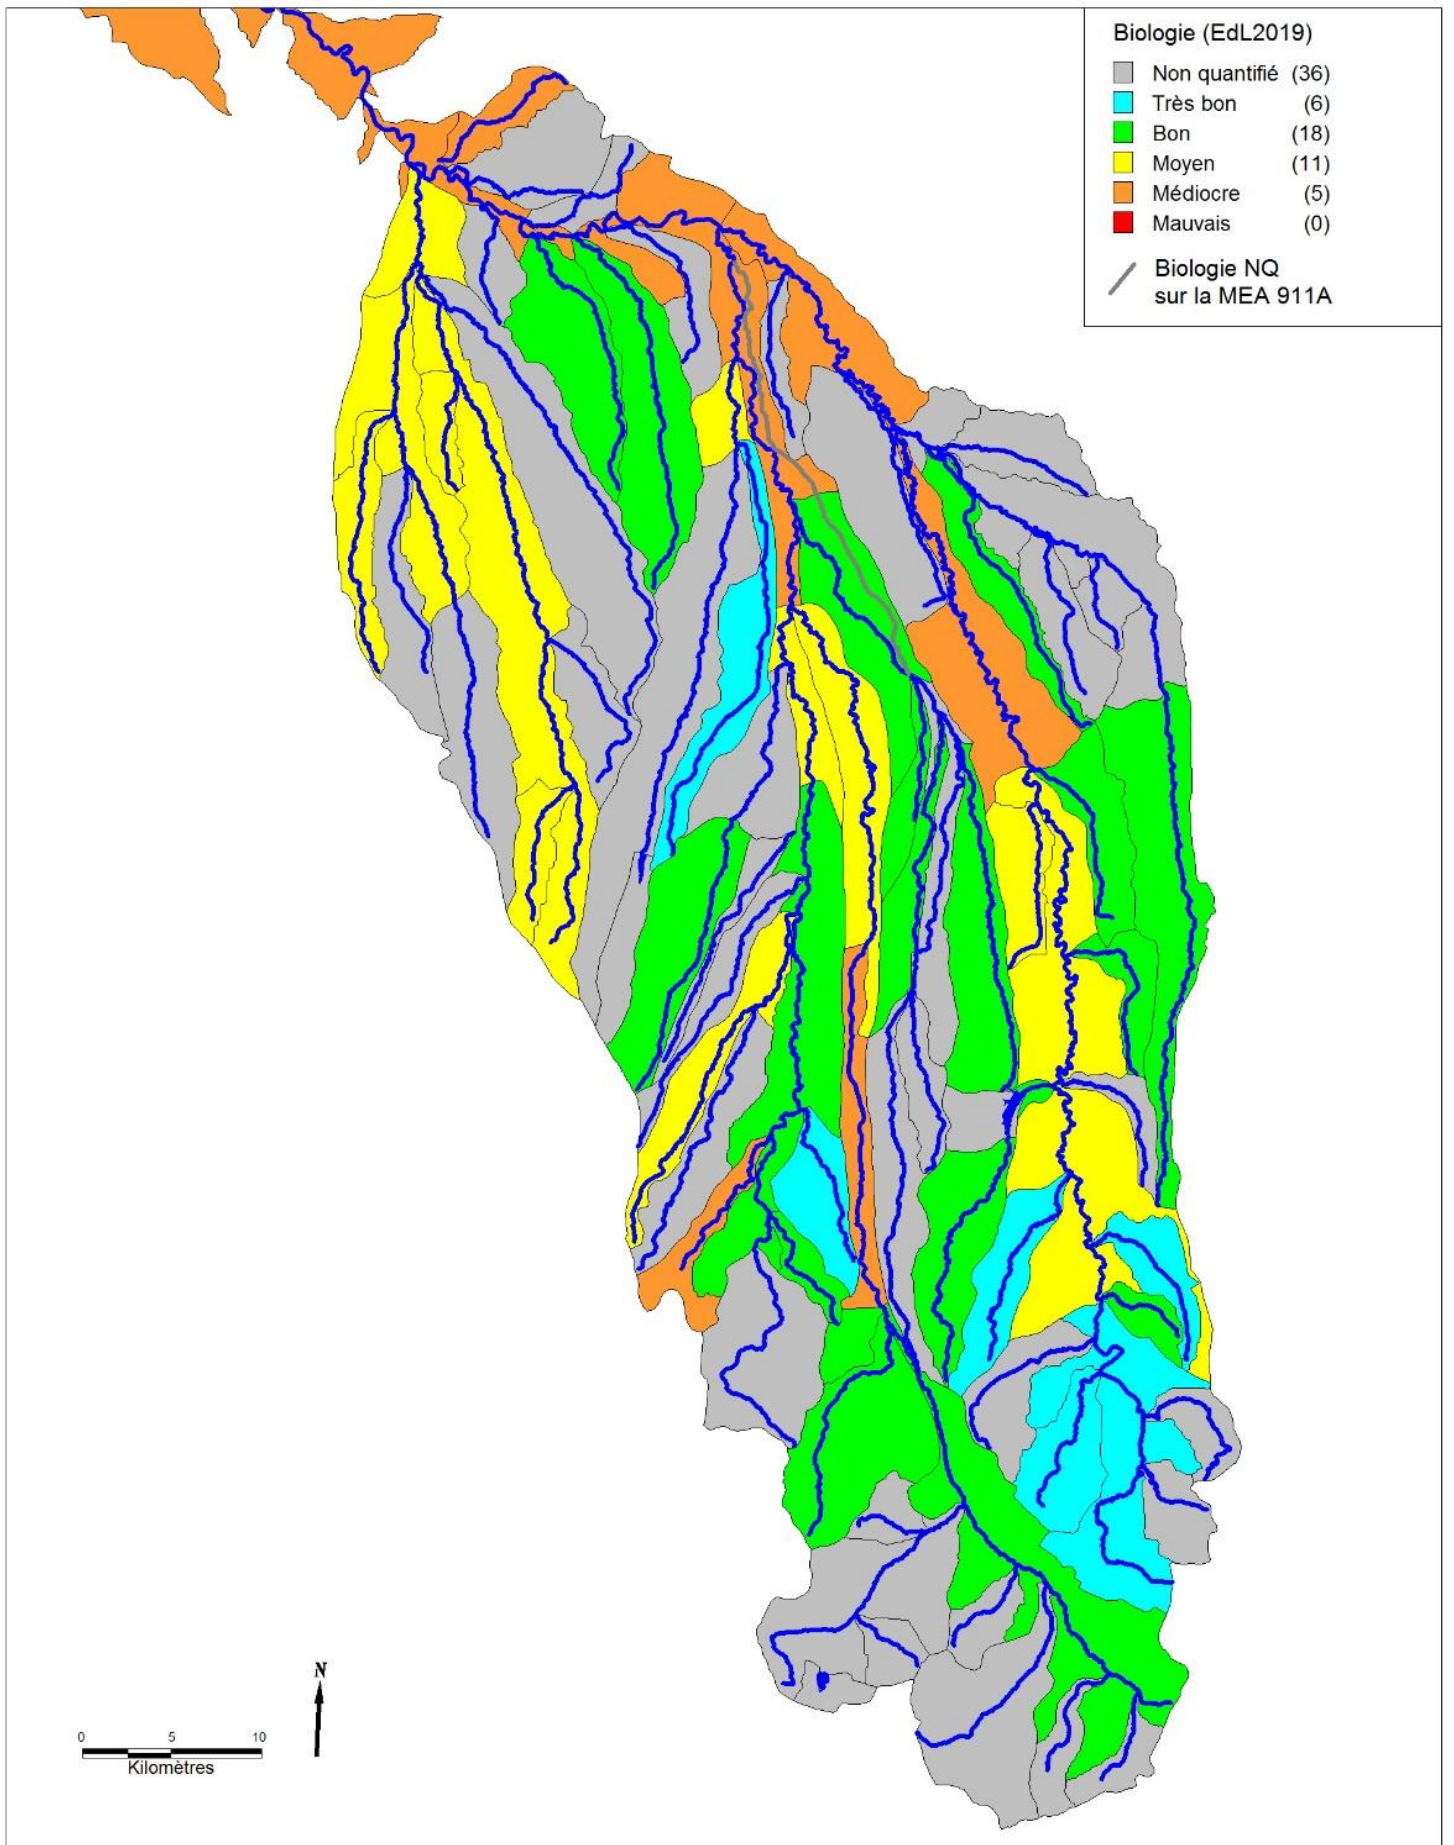 Biologie (EdL2019)
Non quantifié (36)
Très bon (6)
Bon (18)
Moyen (11)
Médiocre (5)
Mauvais (0)
Biologie NQ
sur la MEA 911A
N
0 5 10
Kilomètres